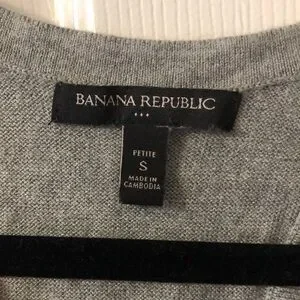 BANANA REPUBLIC
PETITE
S
MADE IN
CAMBODIA